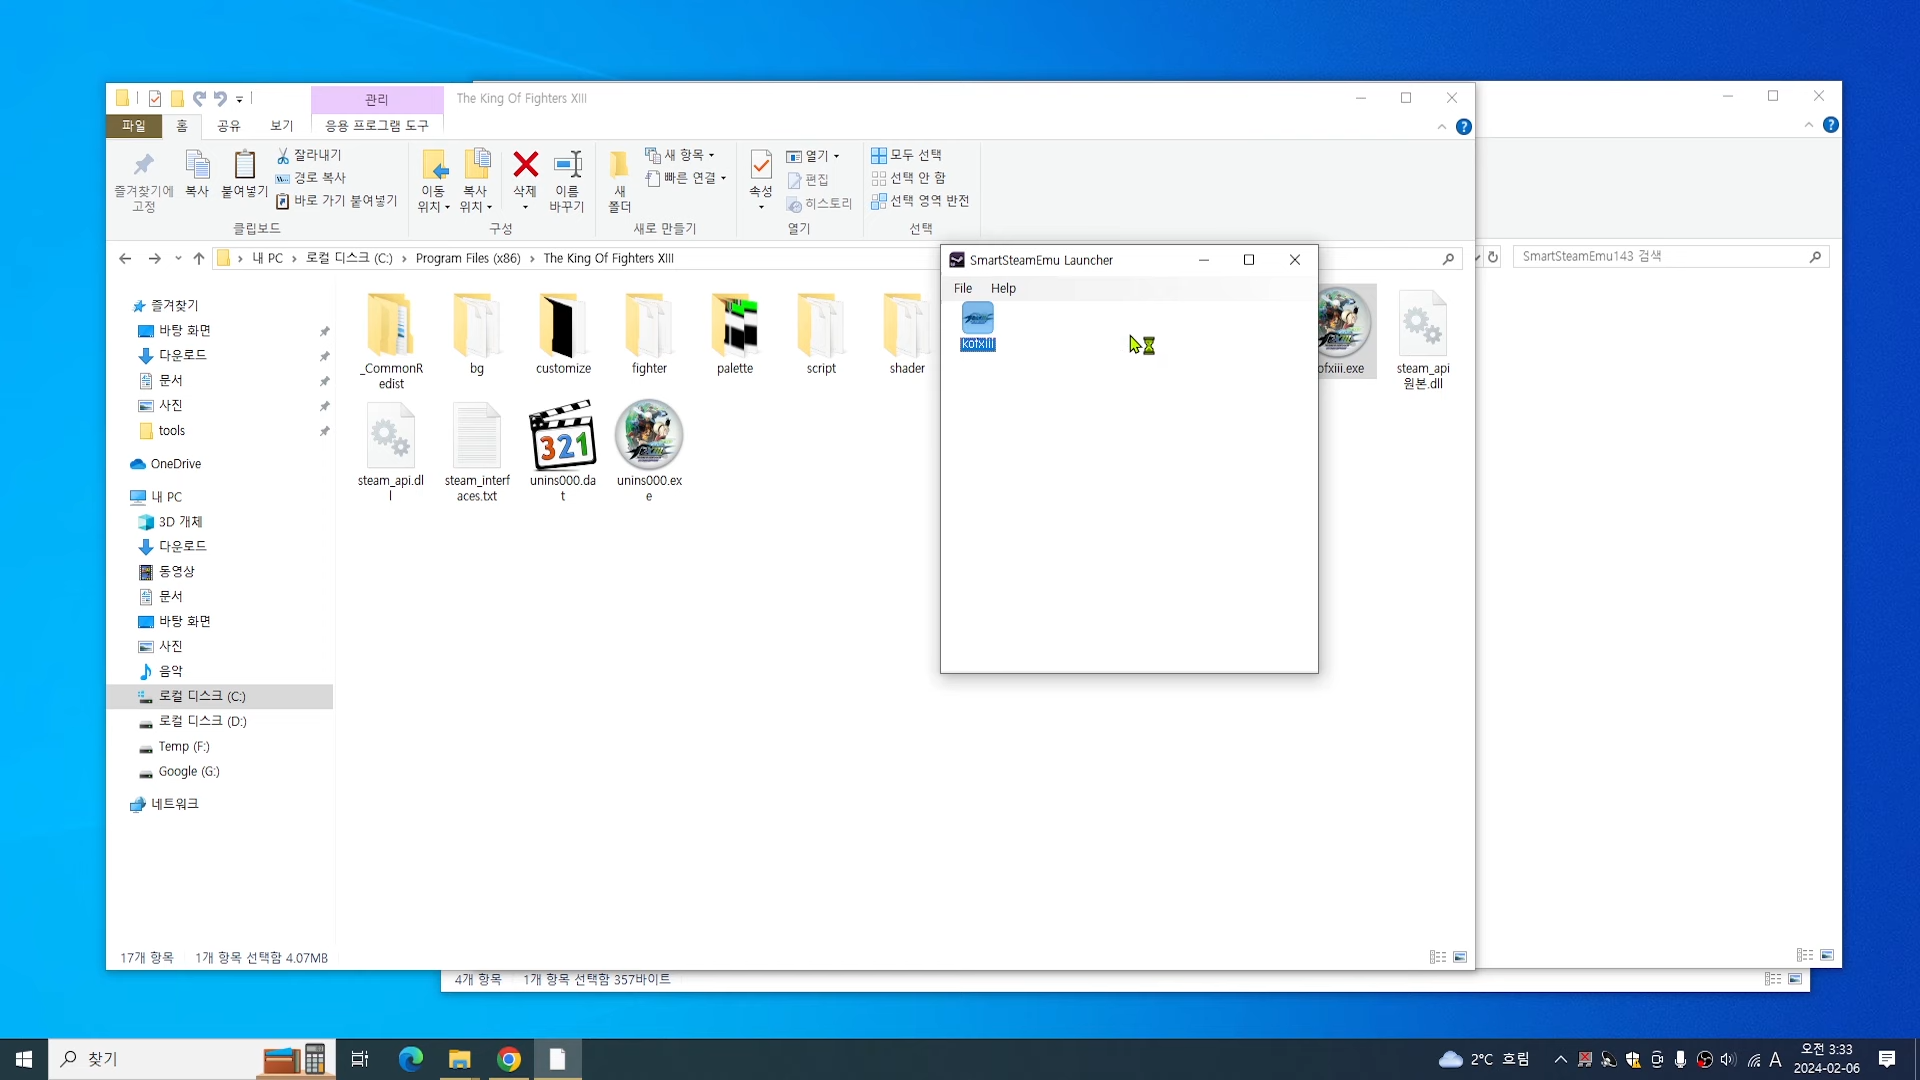 관리
The King Of Fighters XIII
파일
홈
공유
보기
응용 프로그램 도구
즐겨찾기에
고정
복사
붙여넣기
잘라내기
경로 복사
바로 가기 붙여넣기
클립보드
이동
위치
복사
위치
삭제
이름
바꾸기
구성
새
폴더
새 항목
빠른 연결
새로 만들기
속성
열기
편집
히스토리
열기
모두 선택
선택 안 함
선택 영역 반전
선택
내 PC
로컬 디스크 (C:)
Program Files (x86)
The King Of Fighters XIII
SmartSteamEmu143 검색
SmartSteamEmu Launcher
File
Help
kofxiii
즐겨찾기
바탕 화면
다운로드
문서
사진
tools
OneDrive
내 PC
3D 개체
다운로드
동영상
문서
바탕 화면
사진
음악
로컬 디스크 (C:)
로컬 디스크 (D:)
Temp (F:)
Google (G:)
네트워크
_CommonR
edist
bg
customize
fighter
palette
script
shader
ofxiii.exe
steam_api
원본.dll
steam_api.dl
l
steam_interf
aces.txt
321
unins000.da
t
unins000.ex
e
17개 항목
1개 항목 선택함 4.07MB
4개 항목
1개 항목 선택함 357바이트
찾기
2°C 흐림
A
오전 3:33
2024-02-06